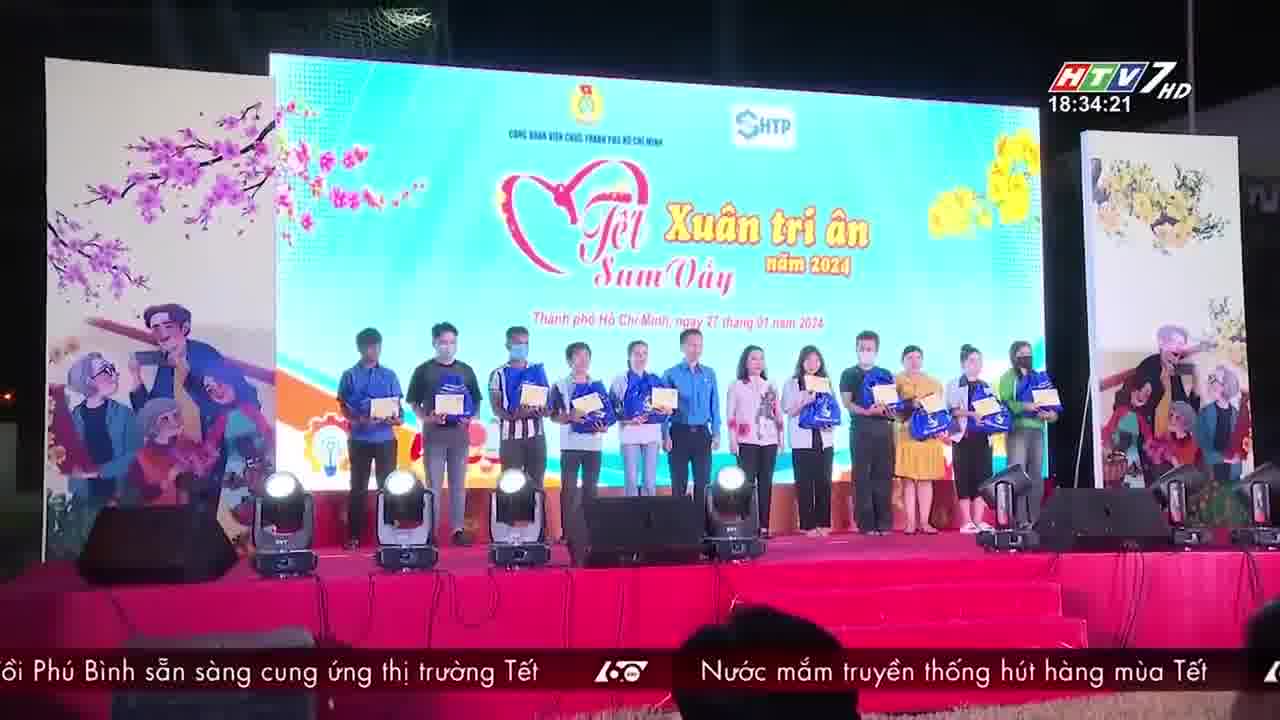 HTV7 HD
18:34:21
CÔNG ĐOÀN VIÊN CHỨC THÀNH PHỐ HỒ CHÍ MINH
SHTP
Tết
Sum Vầy
Xuân tri ân
năm 2024
Thành phố Hồ Chí Minh, ngày 27 tháng 01 năm 2024
ồi Phú Bình sẵn sàng cung ứng thị trường Tết
60
Nước mắm truyền thống hút hàng mùa Tết